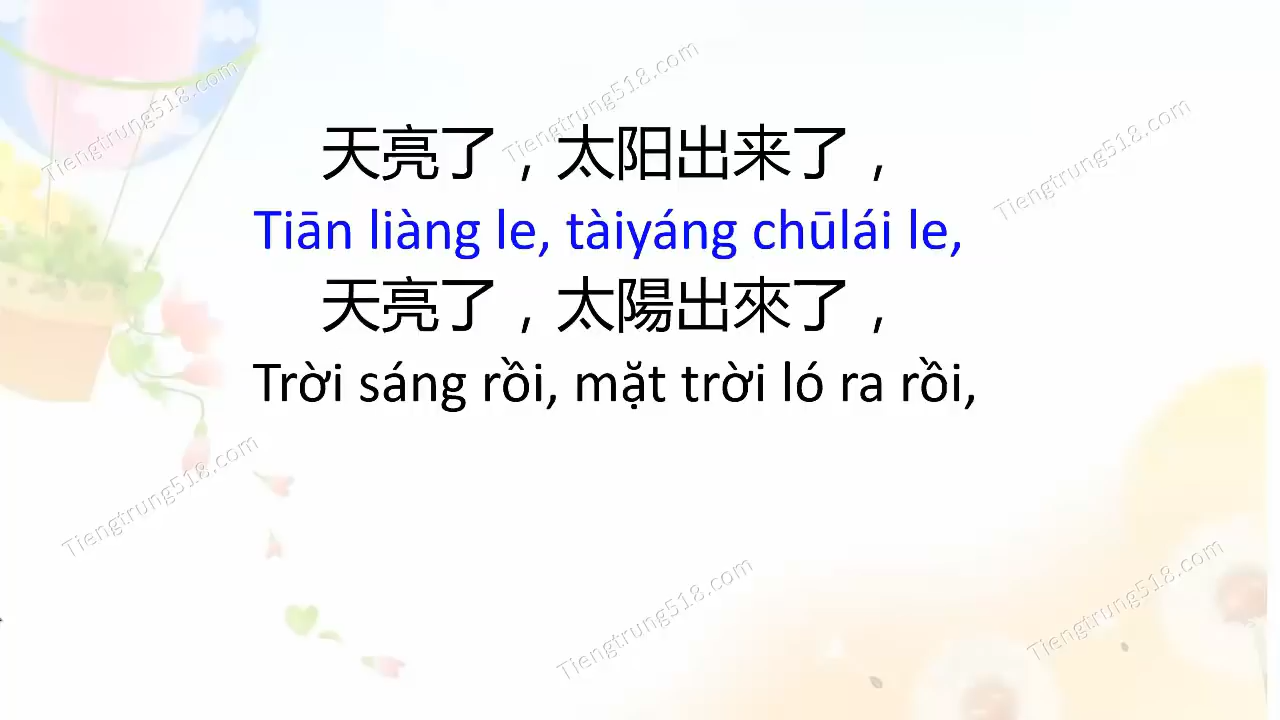 天亮了，太阳出来了，
Tiān liàng le, tàiyáng chūlái le,
天亮了，太陽出來了，
Trời sáng rồi, mặt trời ló ra rồi,
Tiengtrung518.com
Tiengtrung518.com
Tiengtrung518.com
Tiengtrung518.com
Tiengtrung518.com
Tiengtrung518.com